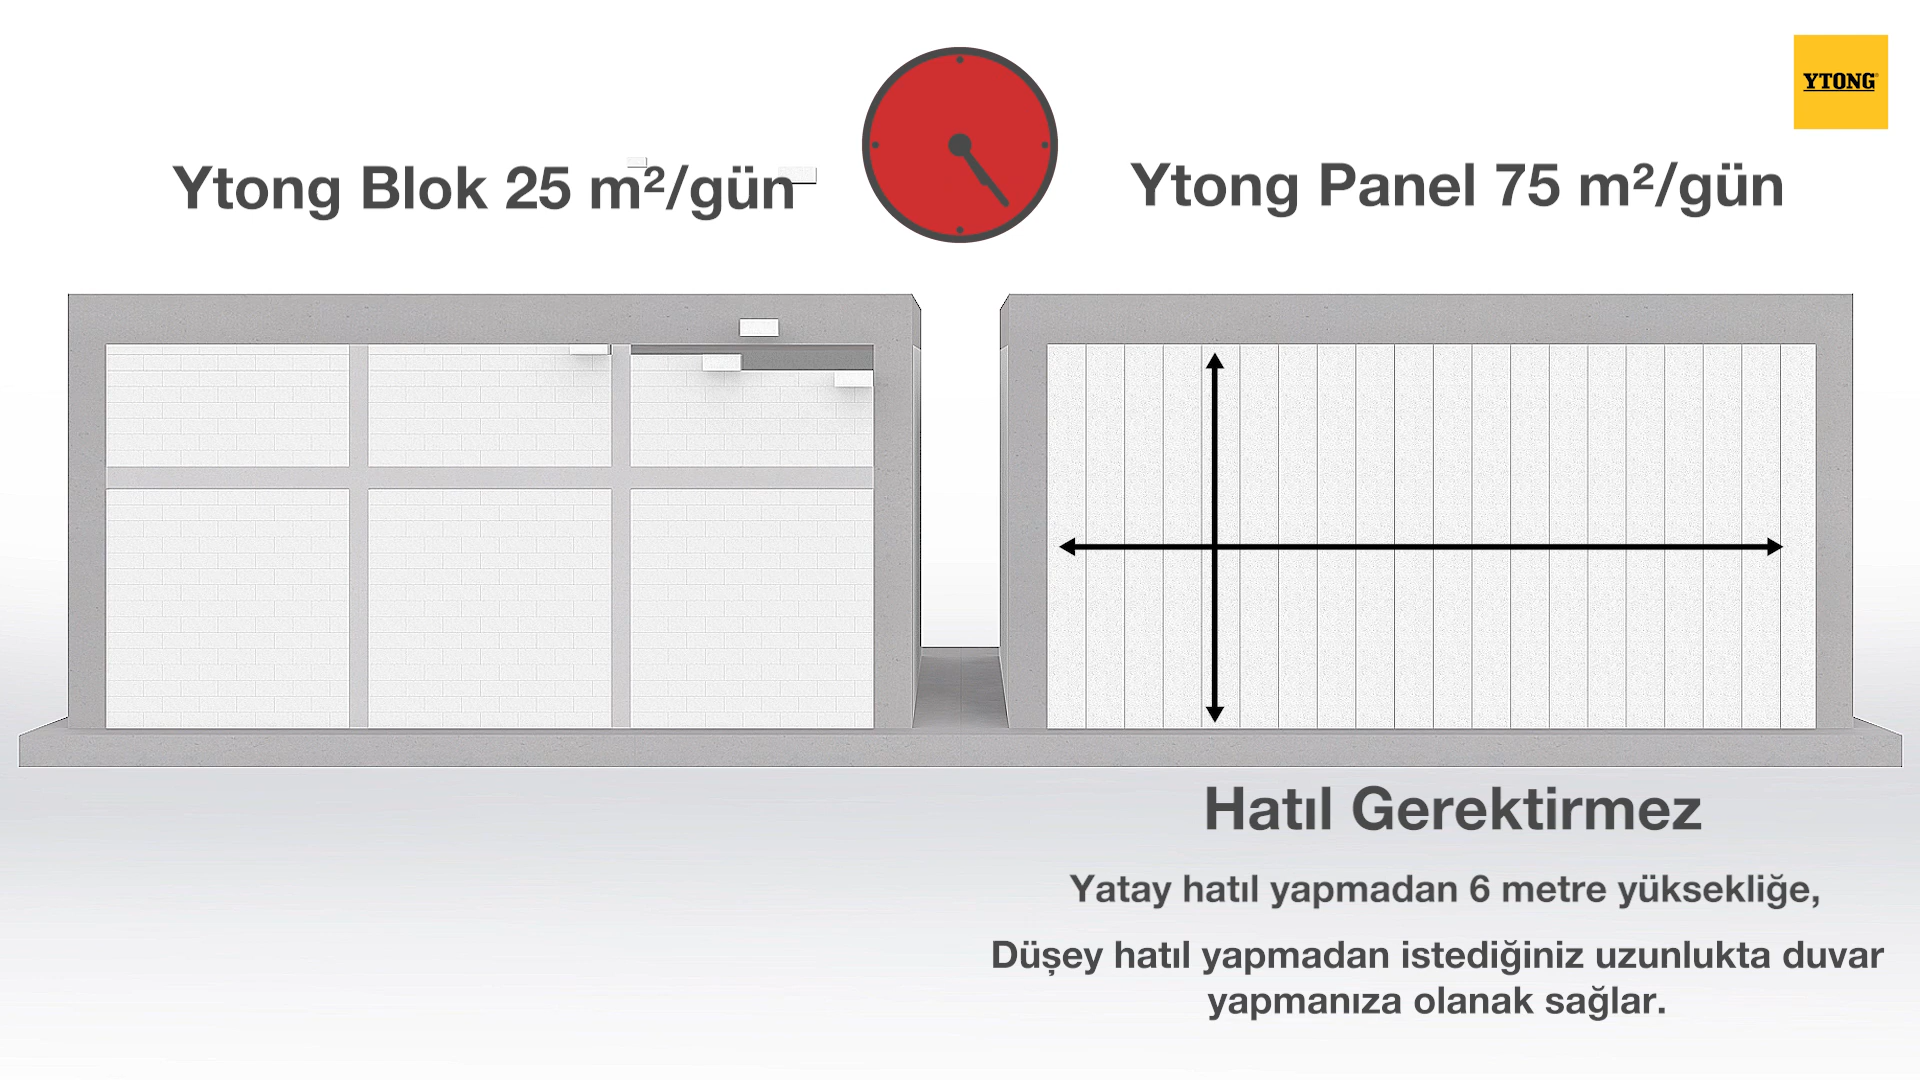 YTONG
Ytong Blok 25 m²/gün
Ytong Panel 75 m²/gün
Hatıl Gerektirmez
Yatay hatıl yapmadan 6 metre yüksekliğe,
Düşey hatıl yapmadan istediğiniz uzunlukta duvar
yapmanıza olanak sağlar.